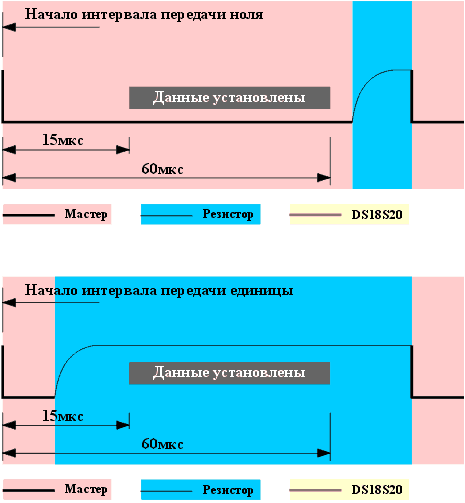 Начало интервала передачи ноля
Данные установлены
15мкс
60мкс
Мастер Резистор DS18S20
Начало интервала передачи единицы
Данные установлены
15мкс
60мкс
Мастер Резистор DS18S20